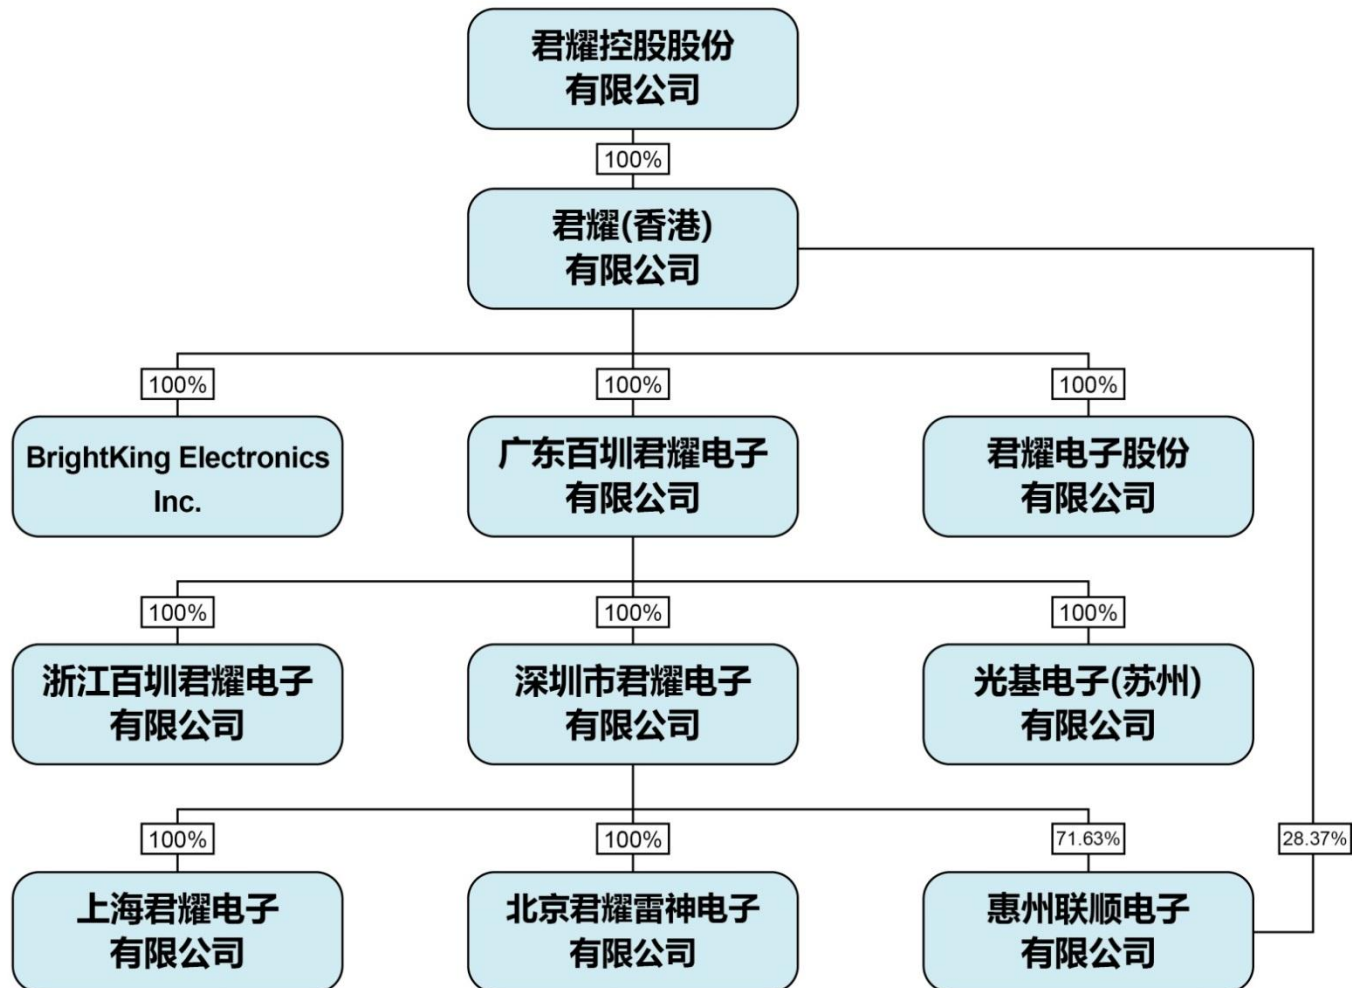 君耀控股股份
有限公司
100%
君耀(香港)
有限公司
100%
100%
100%
BrightKing Electronics
Inc.
广东百圳君耀电子
有限公司
君耀电子股份
有限公司
100%
100%
100%
浙江百圳君耀电子
有限公司
深圳市君耀电子
有限公司
光基电子(苏州)
有限公司
100%
100%
71.63%
28.37%
上海君耀电子
有限公司
北京君耀雷神电子
有限公司
惠州联顺电子
有限公司